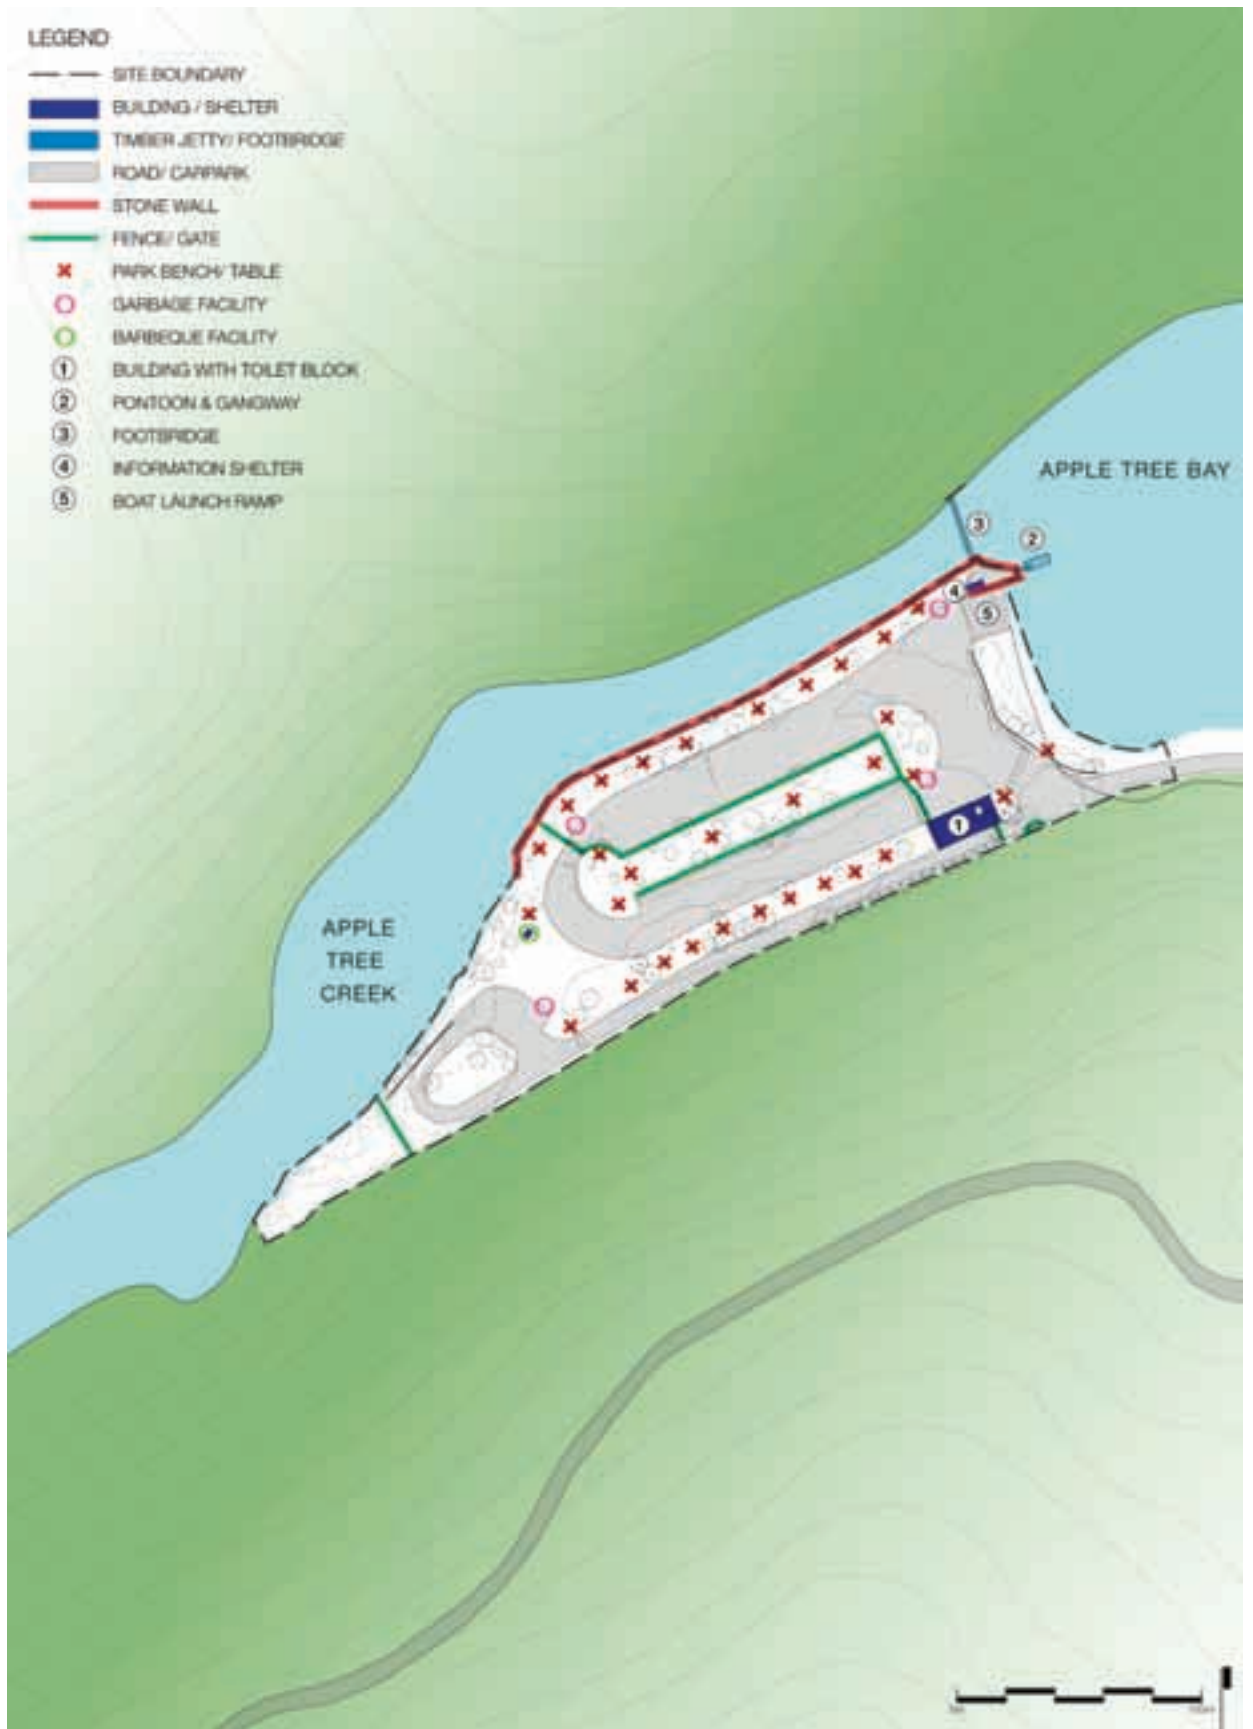 LEGEND
SITE BOUNDARY
BUILDING / SHELTER
TIMBER JETTY/ FOOTBRIDGE
ROAD/ CARPARK
STONE WALL
FENCE/ GATE
PARK BENCH/ TABLE
GARBAGE FACILITY
BARBEQUE FACILITY
1 BUILDING WITH TOILET BLOCK
2 PONTOON & GANGWAY
3 FOOTBRIDGE
4 INFORMATION SHELTER
5 BOAT LAUNCH RAMP
APPLE TREE BAY
3
2
4
5
1
APPLE
TREE
CREEK